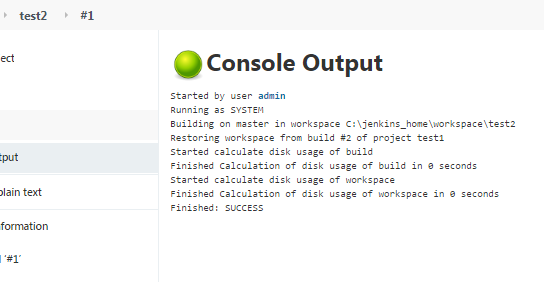 test2
#1
ect
Console Output
Started by user admin
Running as SYSTEM
Building on master in workspace C:\jenkins_home\workspace\test2
Restoring workspace from build #2 of project test1
Started calculate disk usage of build
Finished Calculation of disk usage of build in 0 seconds
Started calculate disk usage of workspace
Finished Calculation of disk usage of workspace in 0 seconds
Finished: SUCCESS
tput
plain text
formation
'#1'